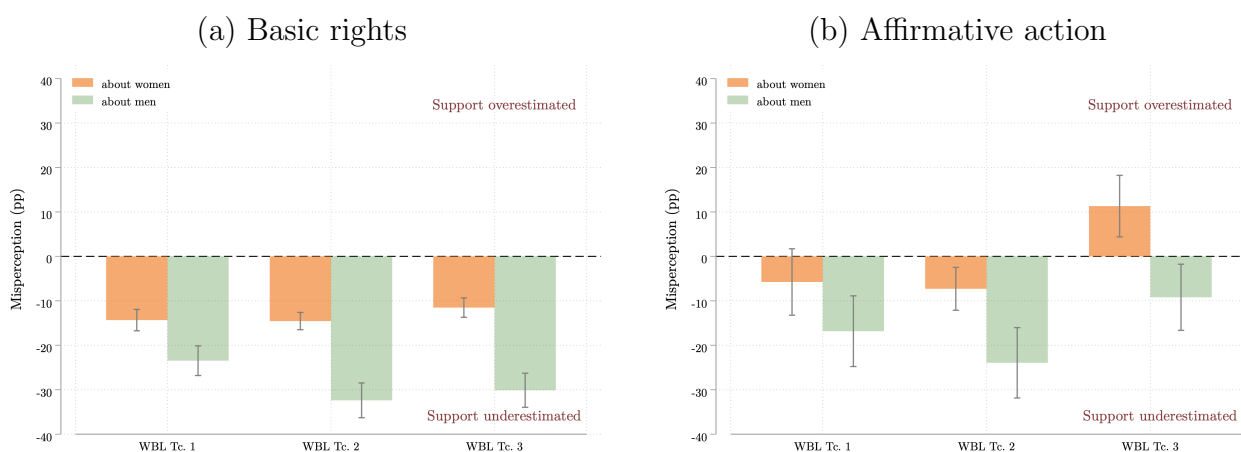 (a) Basic rights
40
about women
about men
Support overestimated
30
20
10
0
-10
-20
-30
-40
Misperception (pp)
Support underestimated
WBL Tc. 1
WBL Tc. 2
WBL Tc. 3
(b) Affirmative action
40
about women
about men
Support overestimated
30
20
10
0
-10
-20
-30
-40
Misperception (pp)
Support underestimated
WBL Tc. 1
WBL Tc. 2
WBL Tc. 3